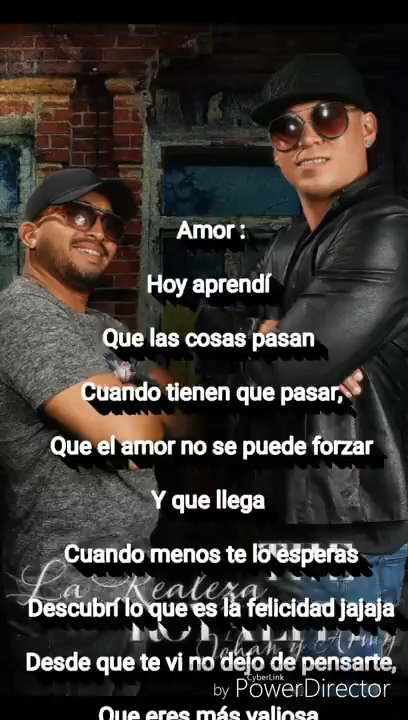 Amor :
Hoy aprendí
Que las cosas pasan
Cuando tienen que pasar,
Que el amor no se puede forzar
Y que llega
Cuando menos te lo esperas
La Realeza
Descubrí lo que es la felicidad jajaja
Johan y Army
Desde que te vi no dejo de pensarte,
CyberLink
by PowerDirector
Que eres más valiosa